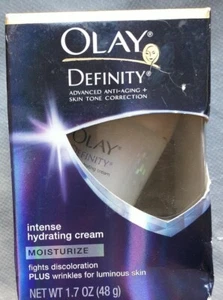 OLAY®
DEFINITY®
ADVANCED ANTI-AGING +
SKIN TONE CORRECTION
OLAY
DEFINITY®
cream
intense
hydrating cream
MOISTURIZE
fights discoloration
PLUS wrinkles for luminous skin
NET WT 1.7 OZ (48 g)